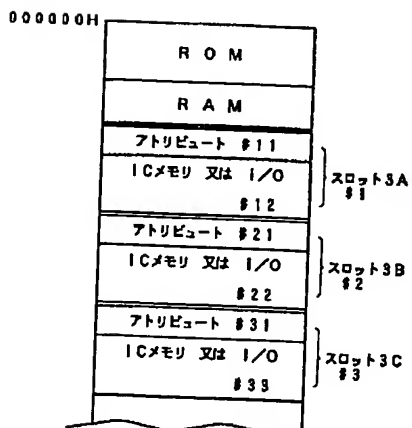 000000H
ROM
RAM
アトリビュート #11
ICメモリ 又は I/O
#12
スロット3A
#1
アトリビュート #21
ICメモリ 又は I/O
#22
スロット3B
#2
アトリビュート #31
ICメモリ 又は I/O
#39
スロット3C
#3